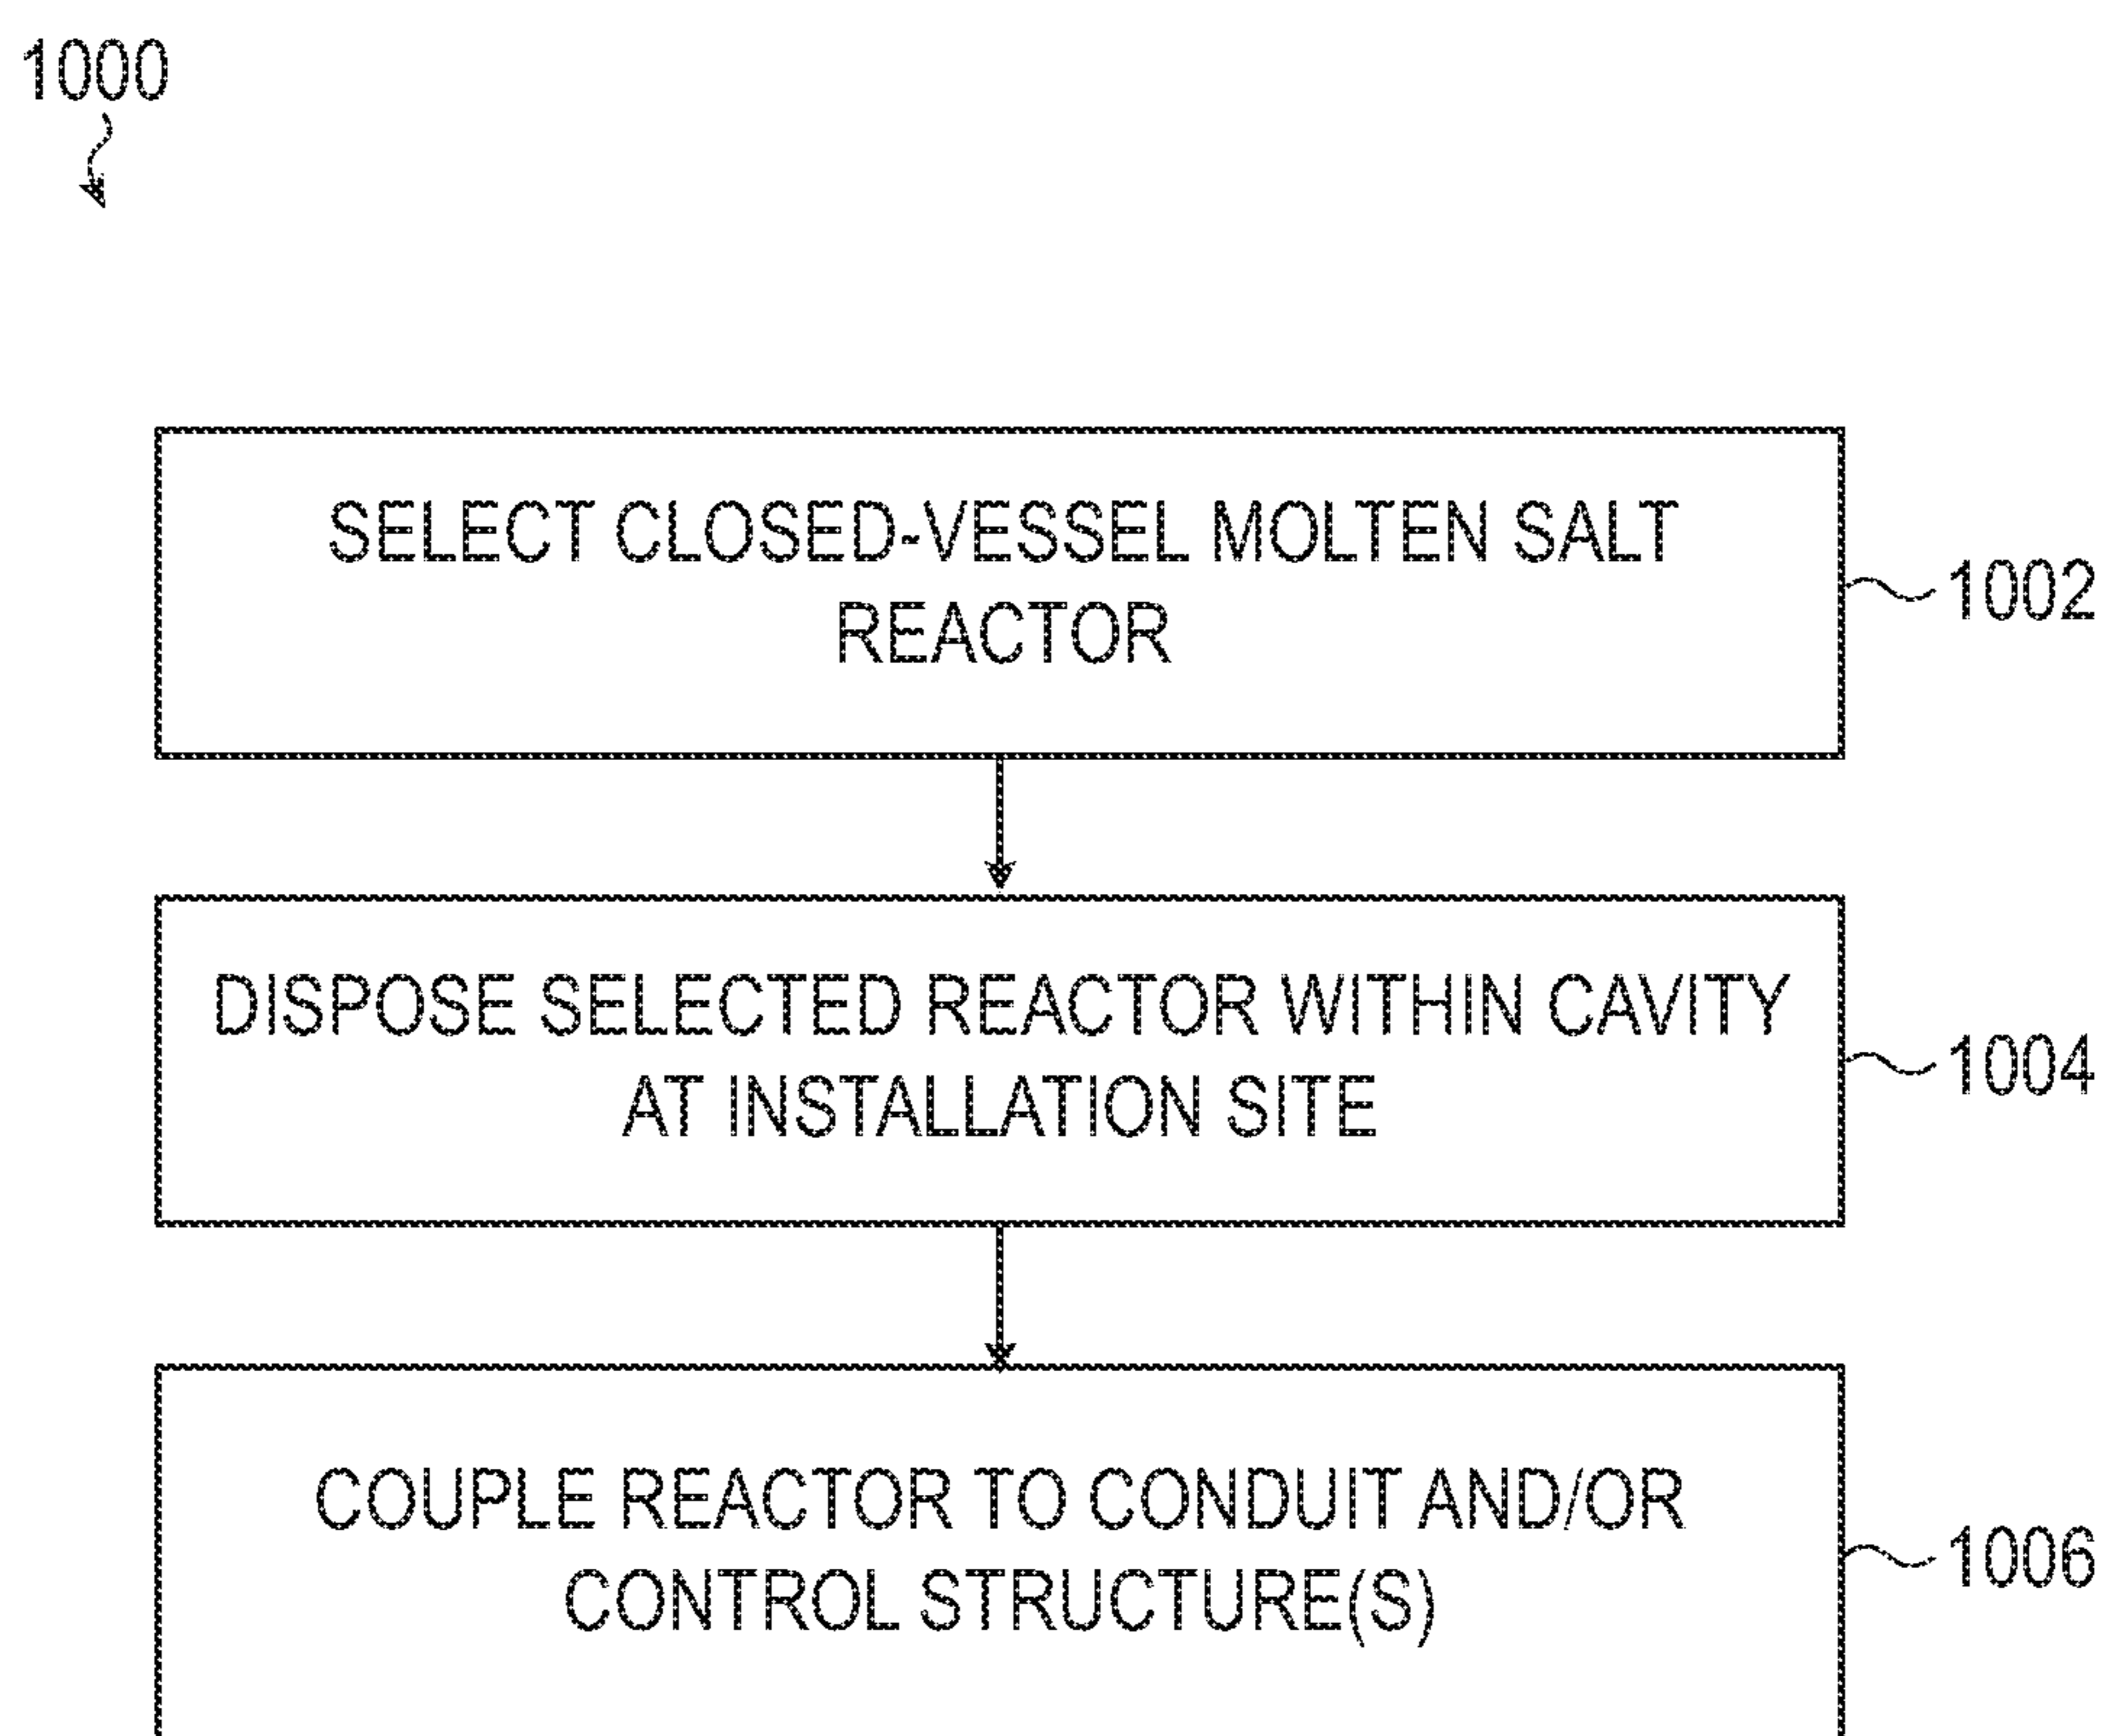 1000
SELECT CLOSED-VESSEL MOLTEN SALT
REACTOR
1002
DISPOSE SELECTED REACTOR WITHIN CAVITY
AT INSTALLATION SITE
1004
COUPLE REACTOR TO CONDUIT AND/OR
CONTROL STRUCTURE(S)
1006